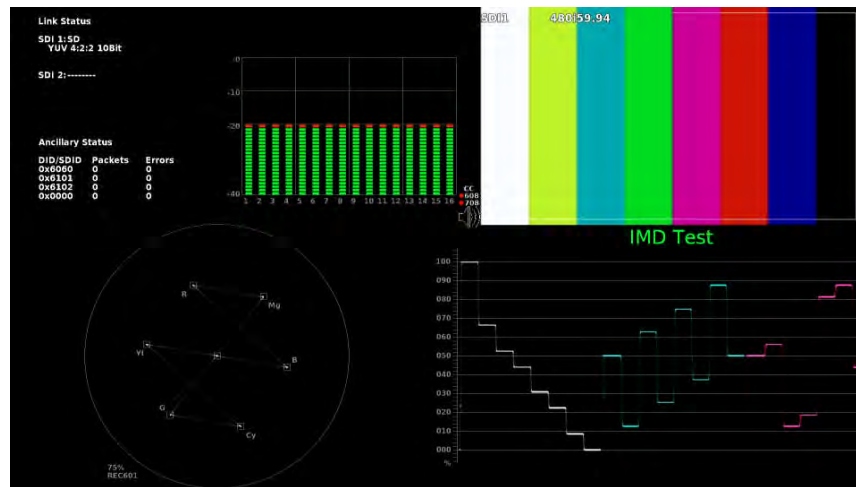 Link Status
SDI 1:SD
YUV 4:2:2 10Bit
SDI 2:--------
Ancillary Status
DID/SDID Packets Errors
0x6060 0 0
0x6101 0 0
0x6102 0 0
0x0000 0 0
-0
-10
-20
-40
1 2 3 4 5 6 7 8 9 10 11 12 13 14 15 16
CC
608
708
SDI1 480i59.94
IMD Test
R
Mg
Yl
B
G
Cy
75%
REC601
100
090
080
070
060
050
040
030
020
010
000
%